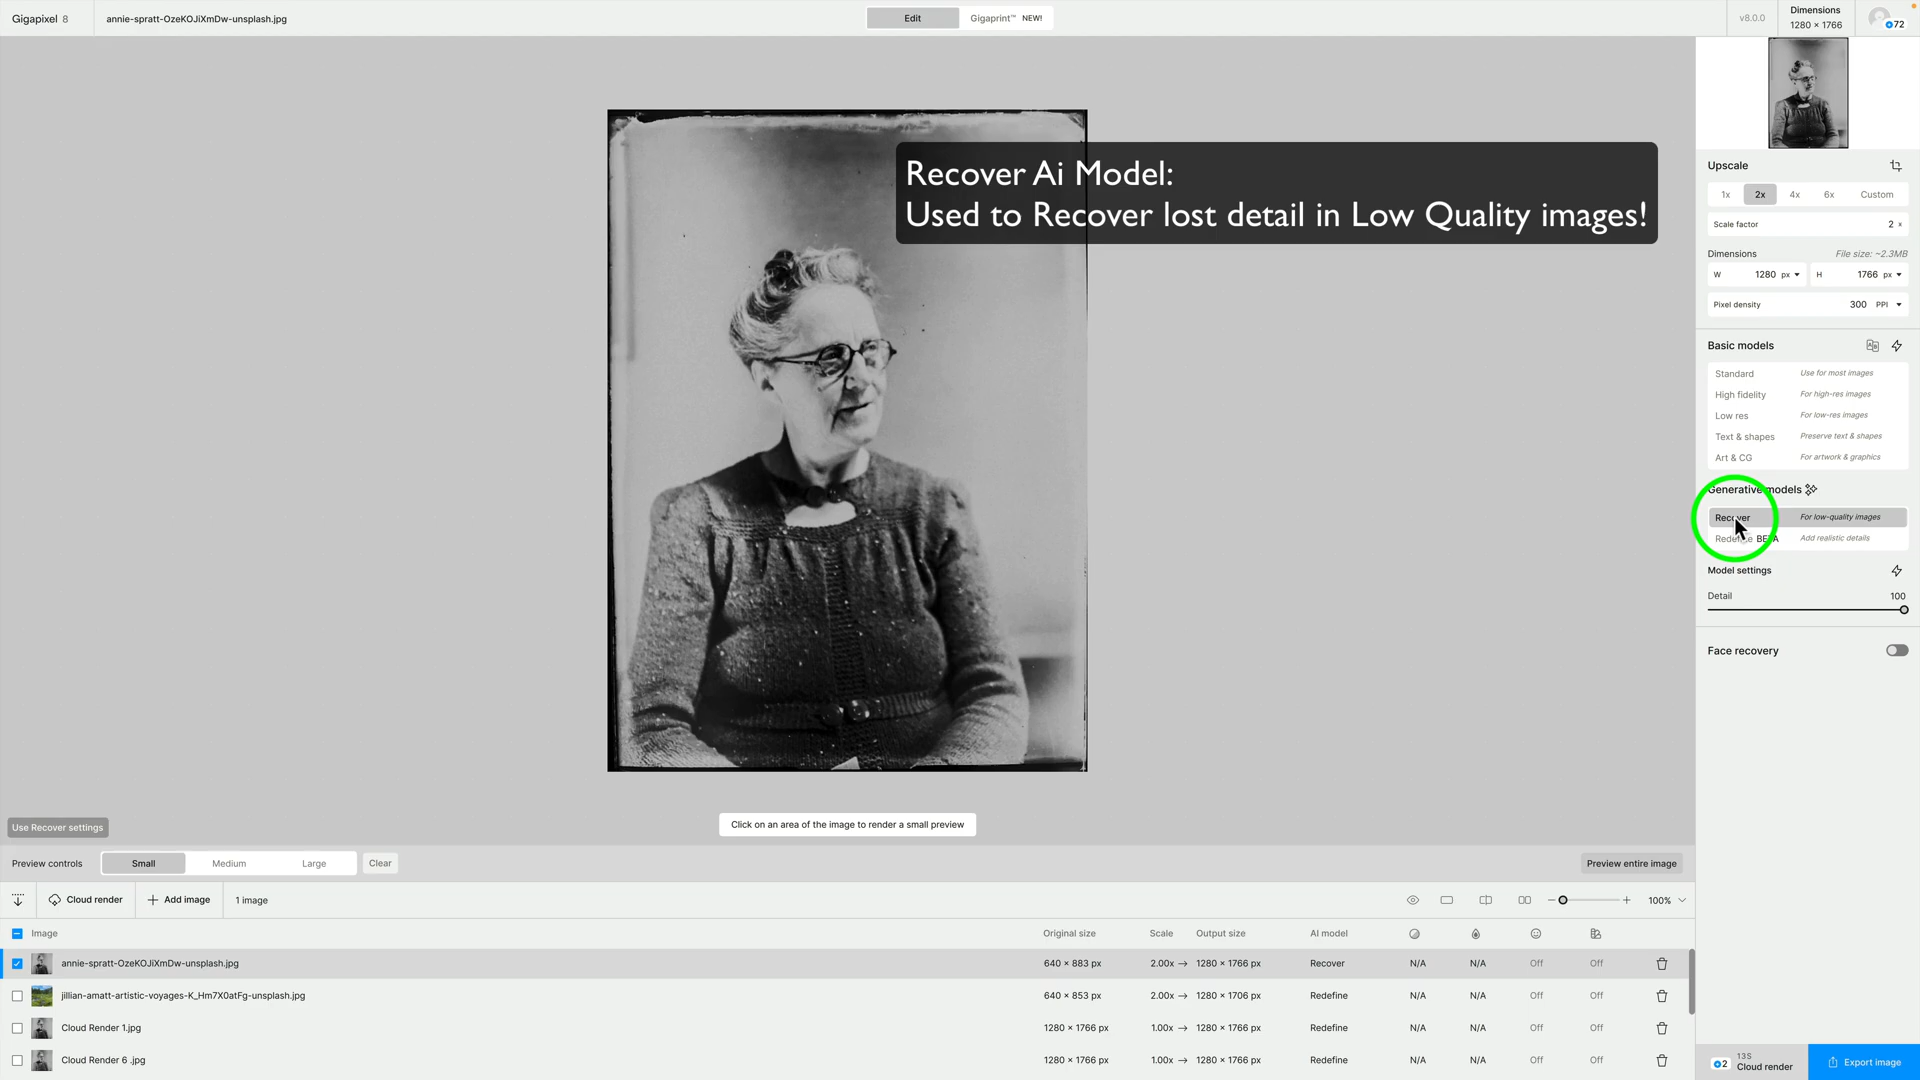 Gigapixel 8
annie-spratt-OzeKOJiXmDw-unsplash.jpg
Edit
Gigaprint™ NEW!
v8.0.0
Dimensions
1280 × 1766
72
Recover Ai Model:
Used to Recover lost detail in Low Quality images!
Upscale
1x 2x 4x 6x Custom
Scale factor 2 x
Dimensions File size: ~2.3MB
W 1280 px H 1766 px
Pixel density 300 PPI
Basic models
Standard Use for most images
High fidelity For high-res images
Low res For low-res images
Text & shapes Preserve text & shapes
Art & CG For artwork & graphics
Generative models
Recover For low-quality images
Redefine BETA Add realistic details
Model settings
Detail 100
Face recovery
Use Recover settings
Click on an area of the image to render a small preview
Preview controls Small Medium Large Clear Preview entire image
Cloud render Add image 1 image 100%
Image Original size Scale Output size AI model
annie-spratt-OzeKOJiXmDw-unsplash.jpg 640 × 883 px 2.00x → 1280 × 1766 px Recover N/A N/A Off Off
jillian-amatt-artistic-voyages-K_Hm7X0atFg-unsplash.jpg 640 × 853 px 2.00x → 1280 × 1706 px Redefine N/A N/A Off Off
Cloud Render 1.jpg 1280 × 1766 px 1.00x → 1280 × 1766 px Redefine N/A N/A Off Off
Cloud Render 6 .jpg 1280 × 1766 px 1.00x → 1280 × 1766 px Redefine N/A N/A Off Off
2 13S
Cloud render
Export image